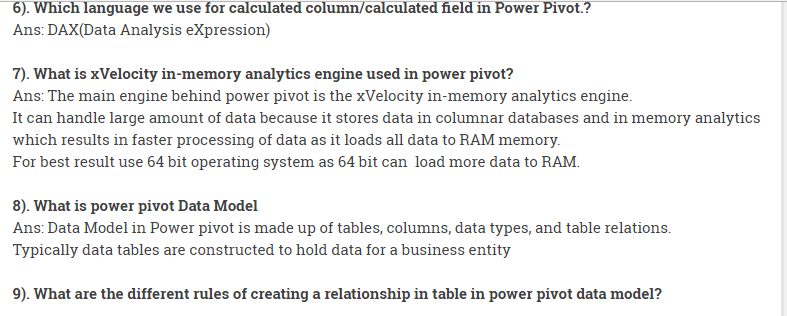 6). Which language we use for calculated column/calculated field in Power Pivot.?
Ans: DAX(Data Analysis eXpression)
7). What is xVelocity in-memory analytics engine used in power pivot?
Ans: The main engine behind power pivot is the xVelocity in-memory analytics engine.
It can handle large amount of data because it stores data in columnar databases and in memory analytics
which results in faster processing of data as it loads all data to RAM memory.
For best result use 64 bit operating system as 64 bit can load more data to RAM.
8). What is power pivot Data Model
Ans: Data Model in Power pivot is made up of tables, columns, data types, and table relations.
Typically data tables are constructed to hold data for a business entity
9). What are the different rules of creating a relationship in table in power pivot data model?